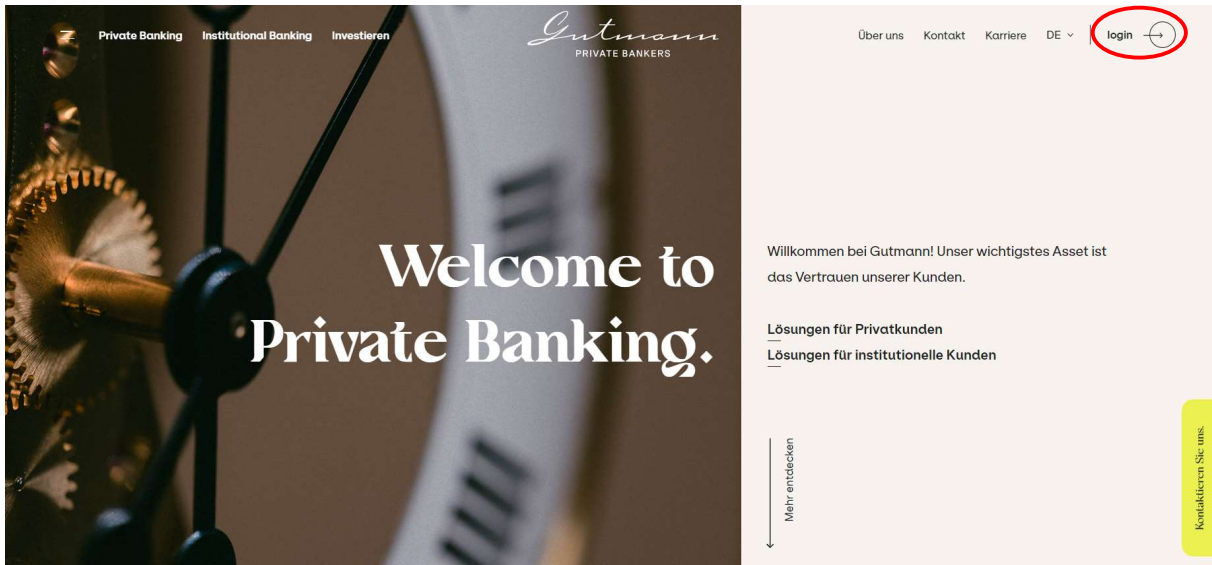 Private Banking Institutional Banking Investieren
Gutmann
PRIVATE BANKERS
Über uns Kontakt Karriere DE login
Welcome to
Private Banking.
Willkommen bei Gutmann! Unser wichtigstes Asset ist
das Vertrauen unserer Kunden.
Lösungen für Privatkunden
Lösungen für institutionelle Kunden
Mehr entdecken
Kontaktieren Sie uns.